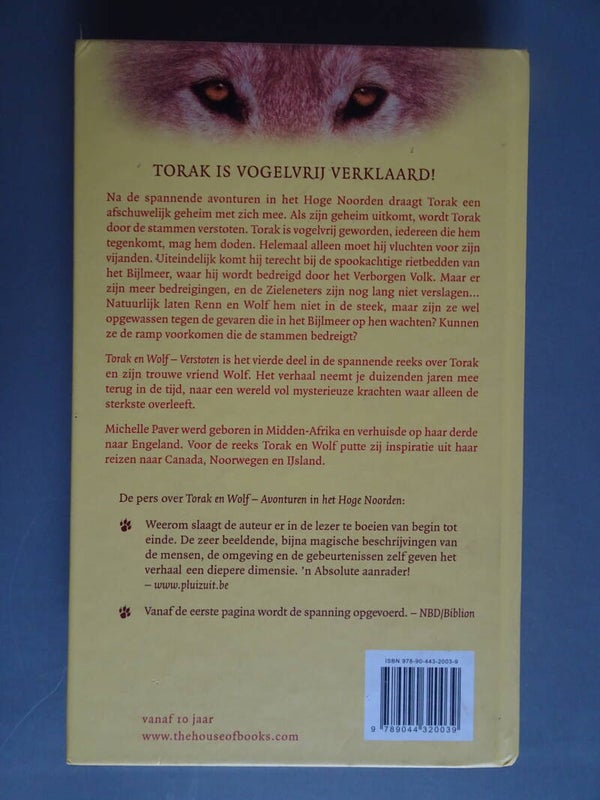 TORAK IS VOGELVRIJ VERKLAARD!
Na de spannende avonturen in het Hoge Noorden draagt Torak een
afschuwelijk geheim met zich mee. Als zijn geheim uitkomt, wordt Torak
door de stammen verstoten. Torak is vogelvrij geworden, iedereen die hem
tegenkomt, mag hem doden. Helemaal alleen moet hij vluchten voor zijn
vijanden. Uiteindelijk komt hij terecht bij de spookachtige rietbedden van
het Bijlmeer, waar hij wordt bedreigd door het Verborgen Volk. Maar er
zijn meer bedreigingen, en de Zieleneters zijn nog lang niet verslagen...
Natuurlijk laten Renn en Wolf hem niet in de steek, maar zijn ze wel
opgewassen tegen de gevaren die in het Bijlmeer op hen wachten? Kunnen
ze de ramp voorkomen die de stammen bedreigt?
Torak en Wolf – Verstoten is het vierde deel in de spannende reeks over Torak
en zijn trouwe vriend Wolf. Het verhaal neemt je duizenden jaren mee
terug in de tijd, naar een wereld vol mysterieuze krachten waar alleen de
sterkste overleeft.
Michelle Paver werd geboren in Midden-Afrika en verhuisde op haar derde
naar Engeland. Voor de reeks Torak en Wolf putte zij inspiratie uit haar
reizen naar Canada, Noorwegen en IJsland.
De pers over Torak en Wolf – Avonturen in het Hoge Noorden:
Weerom slaagt de auteur er in de lezer te boeien van begin tot
einde. De zeer beeldende, bijna magische beschrijvingen van
de mensen, de omgeving en de gebeurtenissen zelf geven het
verhaal een diepere dimensie. 'n Absolute aanrader!
– www.pluizuit.be
Vanaf de eerste pagina wordt de spanning opgevoerd. – NBD/Biblion
ISBN 978-90-443-2003-9
9 789044 320039
vanaf 10 jaar
www.thehouseofbooks.com